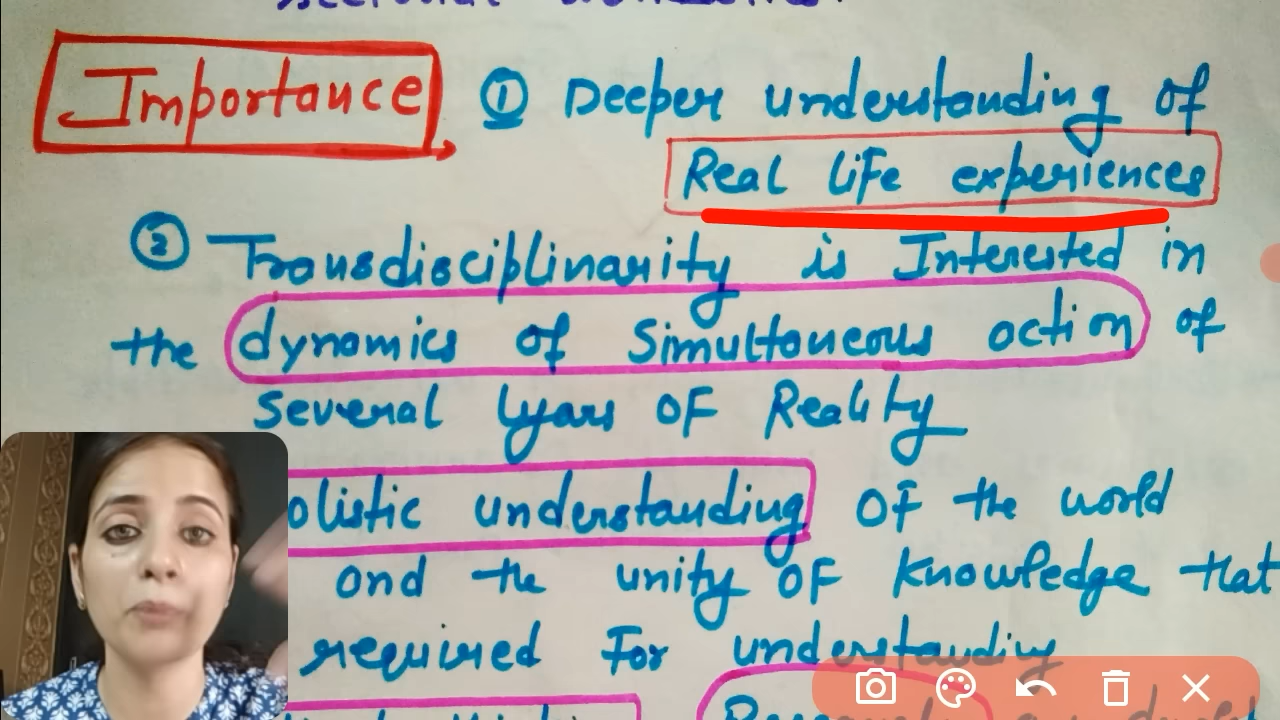 Importance
① Deeper understanding of
Real life experiences
② Transdisciplinarity is Interested in
the dynamics of simultaneous action of
several lyars of Reality
olistic understanding of the world
and the unity of knowledge that
required for understanding